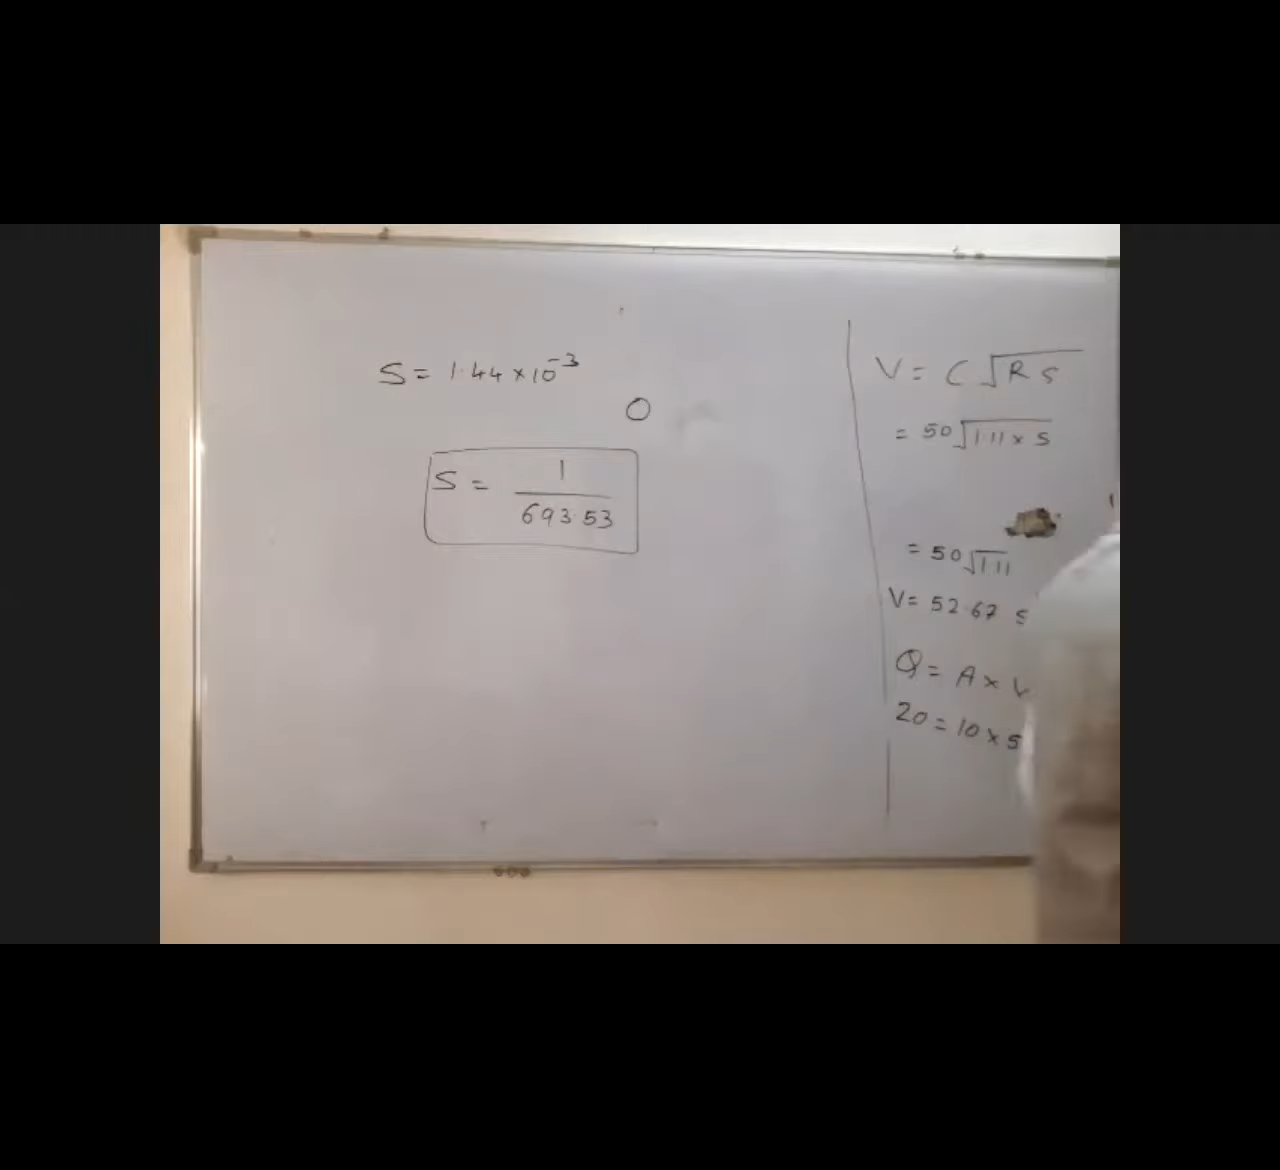 S = 1.44 × 10⁻³
O
S = 1 / 693.53
V = C √RS
= 50 √1.11 × S
= 50 √1.11
V = 52.67 S
Q = A × V
20 = 10 × 5